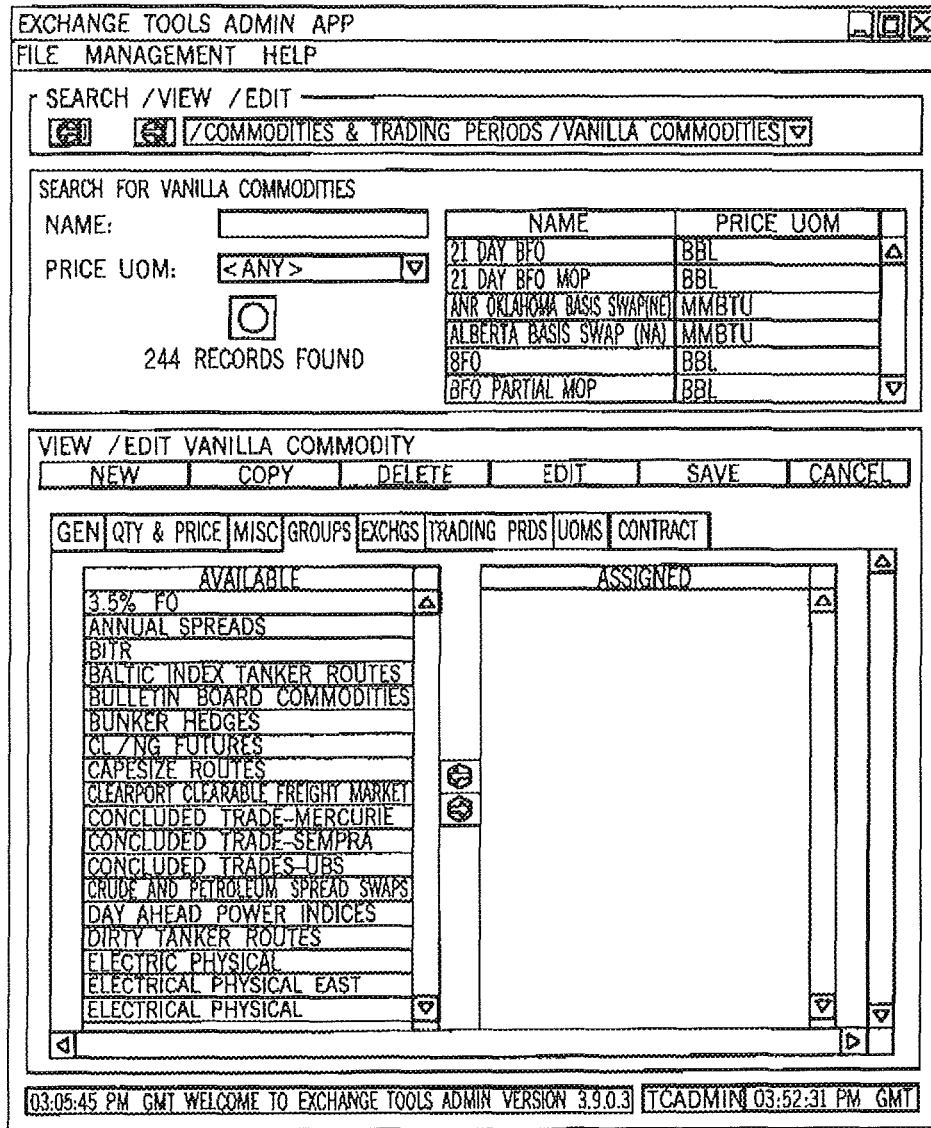 EXCHANGE TOOLS ADMIN APP
FILE MANAGEMENT HELP
SEARCH /VIEW /EDIT
/COMMODITIES & TRADING PERIODS /VANILLA COMMODITIES
SEARCH FOR VANILLA COMMODITIES
NAME:
PRICE UOM: <ANY>
244 RECORDS FOUND
NAME PRICE UOM
21 DAY BFO BBL
21 DAY BFO MOP BBL
ANR OKLAHOMA BASIS SWAP(NE) MMBTU
ALBERTA BASIS SWAP (NA) MMBTU
8FO BBL
BFO PARTIAL MOP BBL
VIEW /EDIT VANILLA COMMODITY
NEW COPY DELETE EDIT SAVE CANCEL
GEN QTY & PRICE MISC GROUPS EXCHGS TRADING PRDS UOMS CONTRACT
AVAILABLE ASSIGNED
3.5% FO
ANNUAL SPREADS
BITR
BALTIC INDEX TANKER ROUTES
BULLETIN BOARD COMMODITIES
BUNKER HEDGES
CL/NG FUTURES
CAPESIZE ROUTES
CLEARPORT CLEARABLE FREIGHT MARKET
CONCLUDED TRADE-MERCURIE
CONCLUDED TRADE-SEMPRA
CONCLUDED TRADES-UBS
CRUDE AND PETROLEUM SPREAD SWAPS
DAY AHEAD POWER INDICES
DIRTY TANKER ROUTES
ELECTRIC PHYSICAL
ELECTRICAL PHYSICAL EAST
ELECTRICAL PHYSICAL
03:05:45 PM GMT WELCOME TO EXCHANGE TOOLS ADMIN VERSION 3.9.0.3 TCADMIN 03:52:31 PM GMT